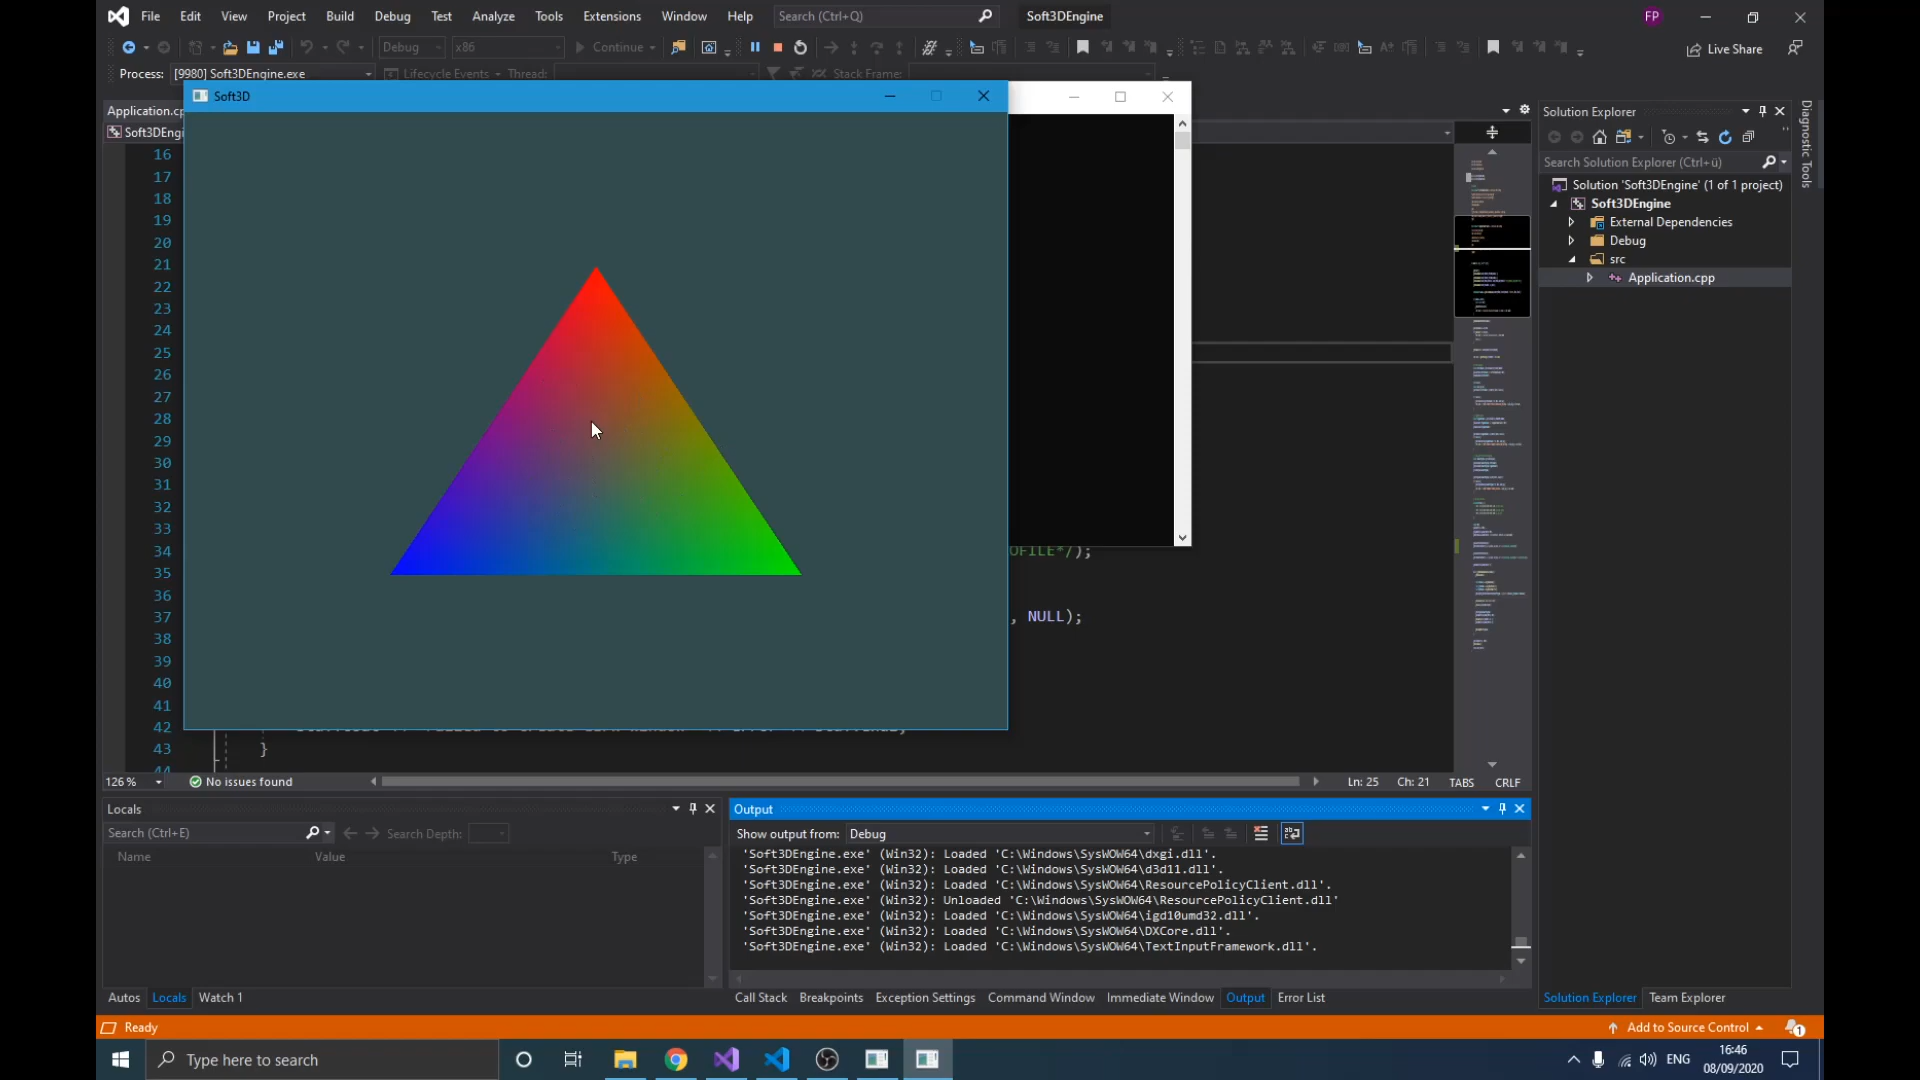 File Edit View Project Build Debug Test Analyze Tools Extensions Window Help Search (Ctrl+Q) Soft3DEngine FP
Debug x86 Continue Live Share
Process: [9980] Soft3DEngine.exe Lifecycle Events Thread: Stack Frame:
Soft3D
Application.c
Soft3DEngi
16
17
18
19
20
21
22
23
24
25
26
27
28
29
30
31
32
33
34 OFILE*/);
35
36
37 , NULL);
38
39
40
41
42
43 }
44
126 % No issues found Ln: 25 Ch: 21 TABS CRLF
Solution Explorer
Search Solution Explorer (Ctrl+ü)
Solution 'Soft3DEngine' (1 of 1 project)
Soft3DEngine
External Dependencies
Debug
src
Application.cpp
Diagnostic Tools
Locals
Search (Ctrl+E) Search Depth:
Name Value Type
Autos Locals Watch 1
Output
Show output from: Debug
'Soft3DEngine.exe' (Win32): Loaded 'C:\Windows\SysWOW64\dxgi.dll'.
'Soft3DEngine.exe' (Win32): Loaded 'C:\Windows\SysWOW64\d3d11.dll'.
'Soft3DEngine.exe' (Win32): Loaded 'C:\Windows\SysWOW64\ResourcePolicyClient.dll'.
'Soft3DEngine.exe' (Win32): Unloaded 'C:\Windows\SysWOW64\ResourcePolicyClient.dll'
'Soft3DEngine.exe' (Win32): Loaded 'C:\Windows\SysWOW64\igd10umd32.dll'.
'Soft3DEngine.exe' (Win32): Loaded 'C:\Windows\SysWOW64\DXCore.dll'.
'Soft3DEngine.exe' (Win32): Loaded 'C:\Windows\SysWOW64\TextInputFramework.dll'.
Call Stack Breakpoints Exception Settings Command Window Immediate Window Output Error List
Solution Explorer Team Explorer
Ready Add to Source Control 1
Type here to search ENG 16:46
08/09/2020